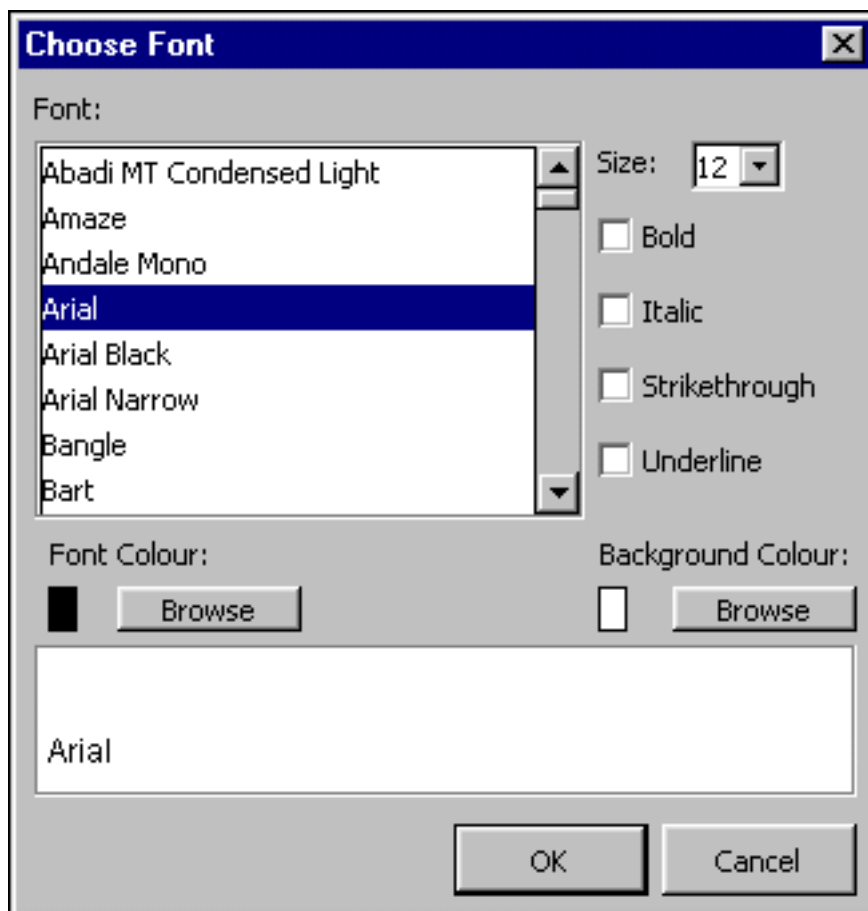 Choose Font
Font:
Abadi MT Condensed Light
Amaze
Andale Mono
Arial
Arial Black
Arial Narrow
Bangle
Bart
Size: 12
Bold
Italic
Strikethrough
Underline
Font Colour:
Browse
Background Colour:
Browse
Arial
OK
Cancel